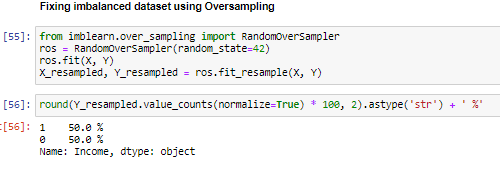 Fixing imbalanced dataset using Oversampling
[55]: from imblearn.over_sampling import RandomOverSampler
ros = RandomOverSampler(random_state=42)
ros.fit(X, Y)
X_resampled, Y_resampled = ros.fit_resample(X, Y)
[56]: round(Y_resampled.value_counts(normalize=True) * 100, 2).astype('str') + ' %'
t[56]: 1    50.0 %
0    50.0 %
Name: Income, dtype: object